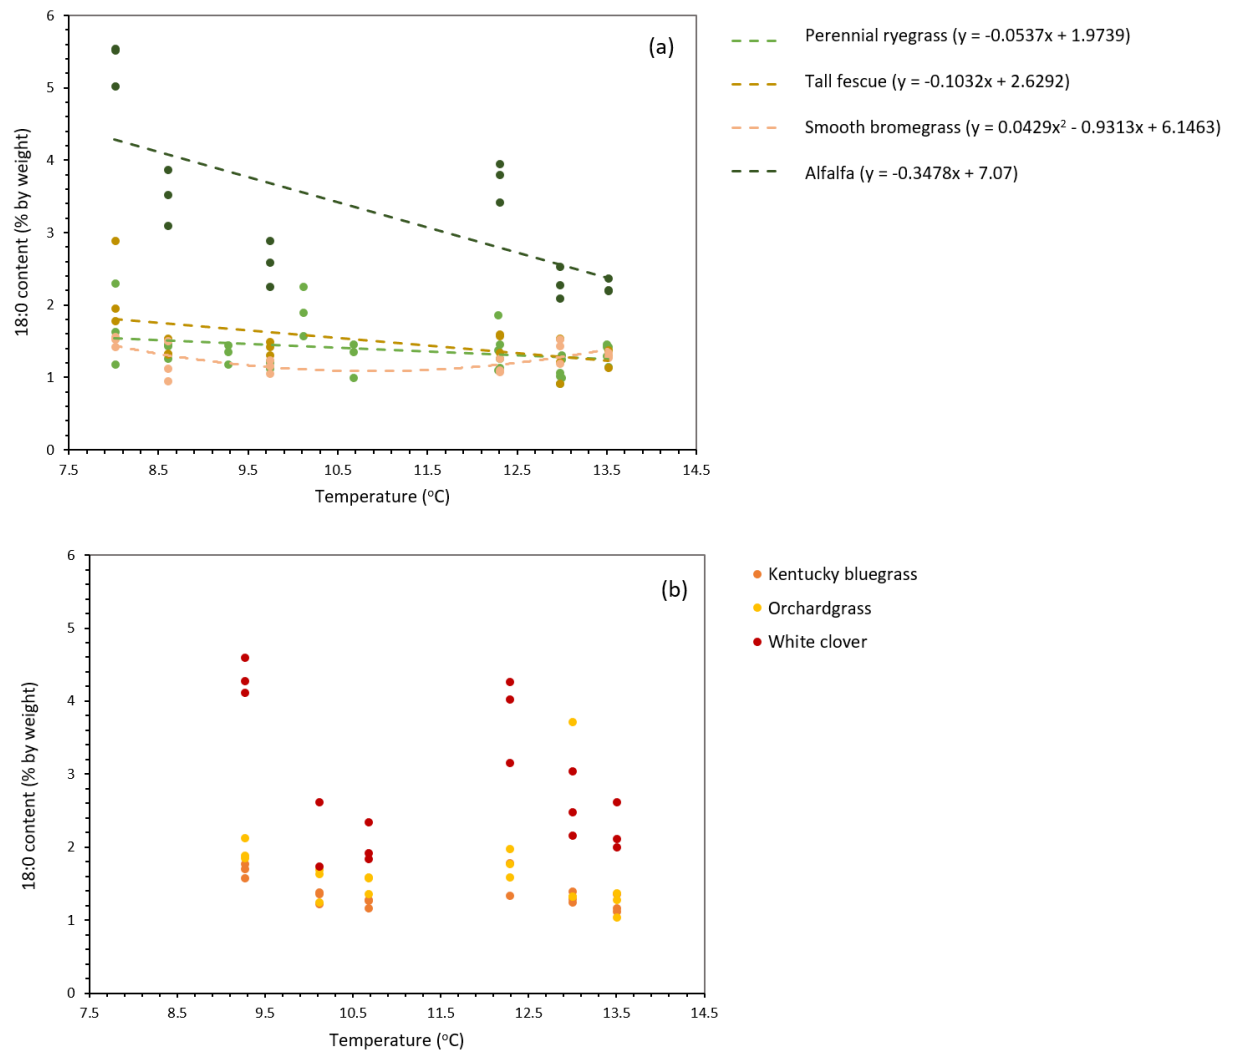 6
(a)
5
4
3
2
1
0
18:0 content (% by weight)
7.5 8.5 9.5 10.5 11.5 12.5 13.5 14.5
Temperature (°C)
Perennial ryegrass (y = -0.0537x + 1.9739)
Tall fescue (y = -0.1032x + 2.6292)
Smooth bromegrass (y = 0.0429x² - 0.9313x + 6.1463)
Alfalfa (y = -0.3478x + 7.07)
6
(b)
5
4
3
2
1
0
18:0 content (% by weight)
7.5 8.5 9.5 10.5 11.5 12.5 13.5 14.5
Temperature (°C)
Kentucky bluegrass
Orchardgrass
White clover